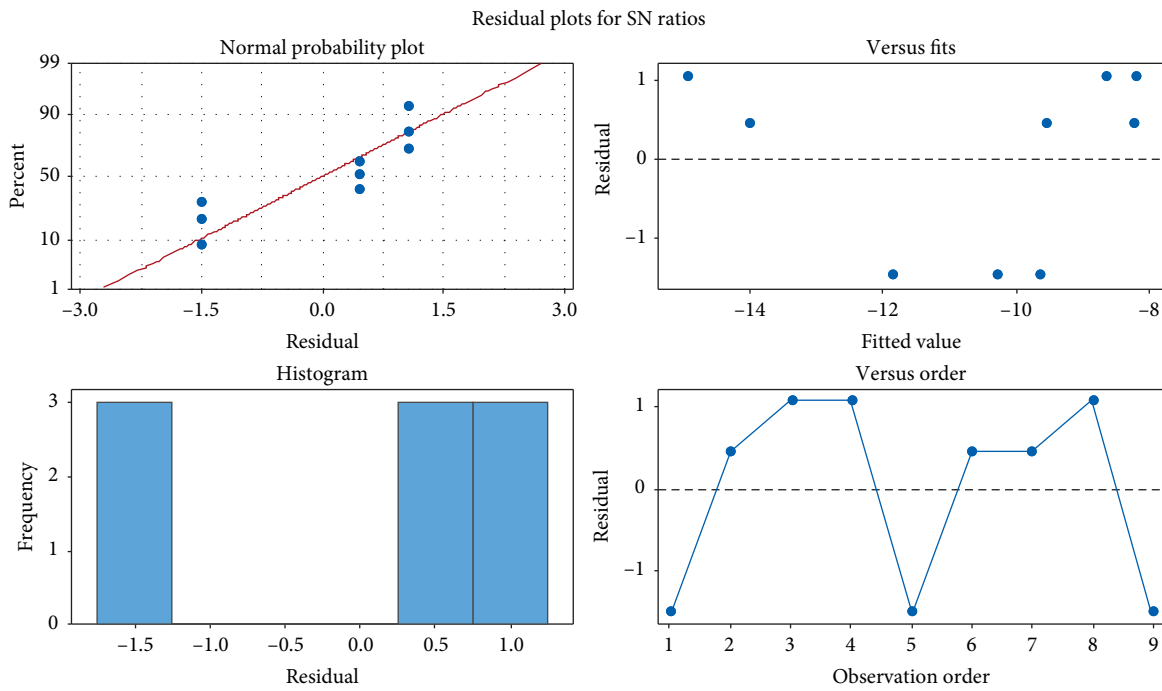 Residual plots for SN ratios
Normal probability plot
99
90
50
10
1
Percent
–3.0 –1.5 0.0 1.5 3.0
Residual
Versus fits
1
0
–1
Residual
–14 –12 –10 –8
Fitted value
Histogram
3
2
1
0
Frequency
–1.5 –1.0 –0.5 0.0 0.5 1.0
Residual
Versus order
1
0
–1
Residual
1 2 3 4 5 6 7 8 9
Observation order